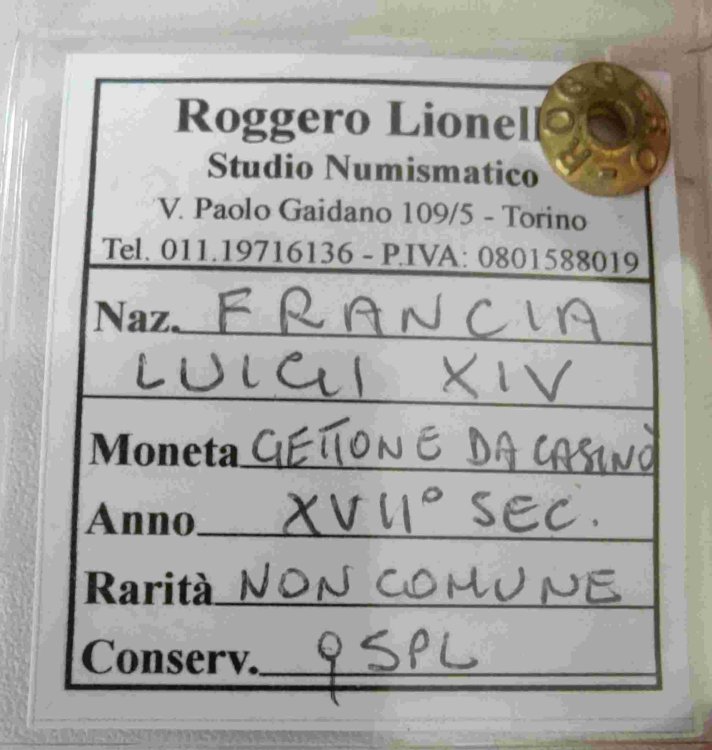 Roggero Lionell
Studio Numismatico
V. Paolo Gaidano 109/5 - Torino
Tel. 011.19716136 - P.IVA: 0801588019
Naz. FRANCIA
LUIGI XIV
Moneta GETTONE DA CASINÒ
Anno XVII° SEC.
Rarità NON COMUNE
Conserv. qSPL